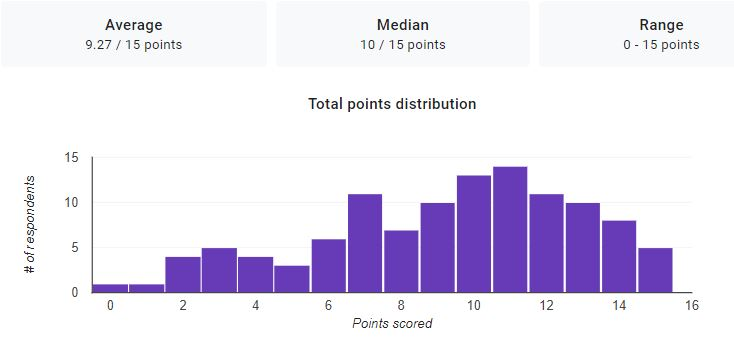 Average
9.27 / 15 points
Median
10 / 15 points
Range
0 - 15 points
Total points distribution
# of respondents
15
10
5
0
0 2 4 6 8 10 12 14 16
Points scored